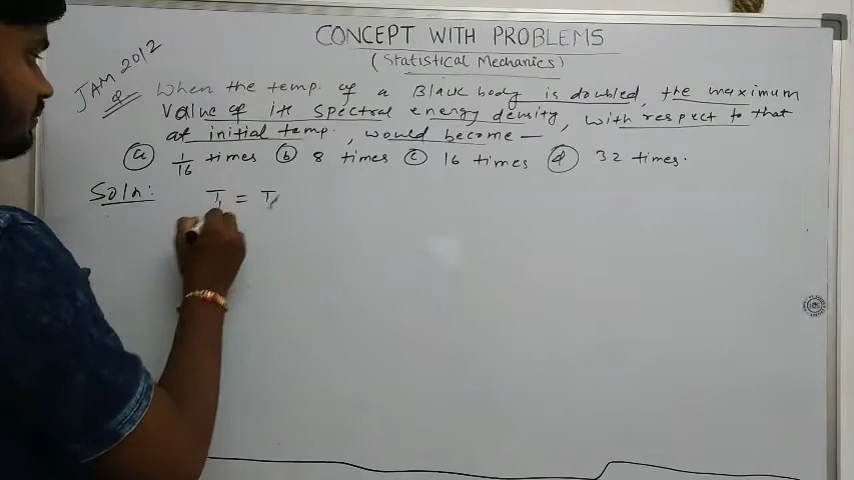 CONCEPT WITH PROBLEMS
(Statistical Mechanics)
JAM 2012
Q When the temp. of a Black body is doubled, the maximum
value of its spectral energy density, with respect to that
at initial temp., would become —
(a) 1/16 times (b) 8 times (c) 16 times (d) 32 times.
Soln:
T₁ = T